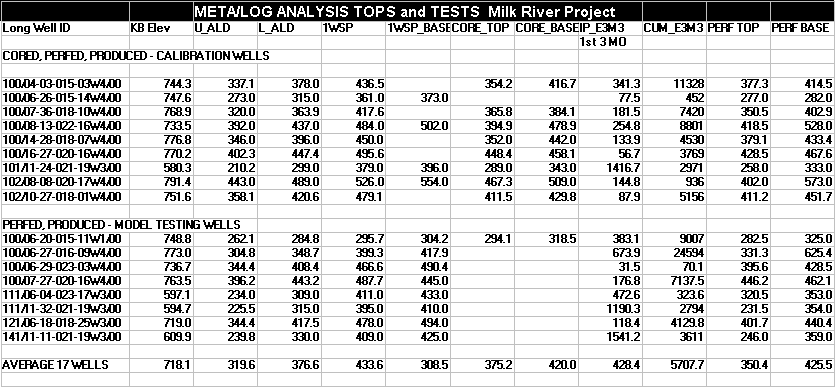 META/LOG ANALYSIS TOPS and TESTS Milk River Project
Long Well ID KB Elev U_ALD L_ALD 1WSP 1WSP_BASE CORE_TOP CORE_BASE IP_E3M3 CUM_E3M3 PERF TOP PERF BASE
1st 3 MO
CORED, PERFED, PRODUCED - CALIBRATION WELLS
100/04-03-015-03W4/00 744.3 337.1 378.0 436.5 354.2 416.7 341.3 11328 377.3 414.5
100/06-26-015-14W4/00 747.6 273.0 315.0 361.0 373.0 77.5 452 277.0 282.0
100/07-36-018-10W4/00 768.9 320.0 363.9 417.6 365.8 384.1 181.5 7420 350.5 402.9
100/08-13-022-16W4/00 733.5 392.0 437.0 484.0 502.0 394.9 478.9 254.8 8801 418.5 528.0
100/14-28-018-07W4/00 776.8 346.0 396.0 450.0 352.0 442.0 133.9 4530 379.1 433.4
100/16-27-020-16W4/00 770.2 402.3 447.4 495.6 448.4 458.1 56.7 3769 428.5 467.6
101/11-24-021-19W3/00 580.3 210.2 299.0 379.0 396.0 289.0 343.0 1416.7 2971 258.0 333.0
102/08-08-020-17W4/00 791.4 443.0 489.0 526.0 554.0 467.3 509.0 144.8 936 402.0 573.0
102/10-27-018-01W4/00 751.6 358.1 420.6 479.1 411.5 429.8 87.9 5156 411.2 451.7
PERFED, PRODUCED - MODEL TESTING WELLS
100/06-20-015-11W1/00 748.8 262.1 284.8 295.7 304.2 294.1 318.5 383.1 9007 282.5 325.0
100/06-27-016-09W4/00 773.0 304.8 348.7 399.3 417.9 673.9 24594 331.3 625.4
100/06-29-023-03W4/00 736.7 344.4 408.4 466.6 490.4 31.5 70.1 395.6 428.5
100/07-27-020-16W4/00 763.5 396.2 443.2 487.7 445.0 176.8 7137.5 446.2 462.1
111/06-04-023-17W3/00 597.1 234.0 309.0 411.0 433.0 472.6 323.6 320.5 353.0
111/11-32-021-19W3/00 594.7 225.5 315.0 395.0 410.0 1190.3 2794 231.5 354.0
121/06-18-018-25W3/00 719.0 344.4 417.5 478.0 494.0 118.4 4129.8 401.7 440.4
141/11-11-021-19W3/00 609.9 239.8 330.0 409.0 425.0 1541.2 3611 246.0 359.0
AVERAGE 17 WELLS 718.1 319.6 376.6 433.6 308.5 375.2 420.0 428.4 5707.7 350.4 425.5